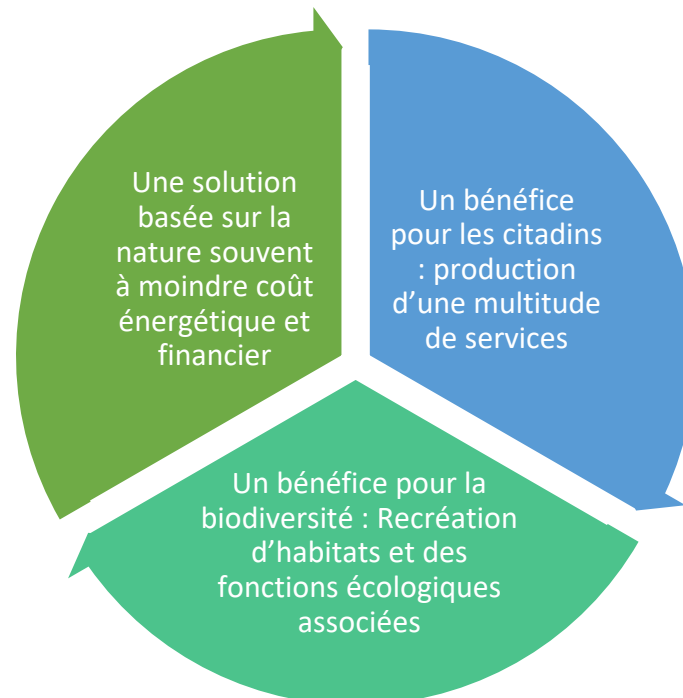 Une solution
basée sur la
nature souvent
à moindre coût
énergétique et
financier
Un bénéfice
pour les citadins
: production
d’une multitude
de services
Un bénéfice pour la
biodiversité : Recréation
d’habitats et des
fonctions écologiques
associées